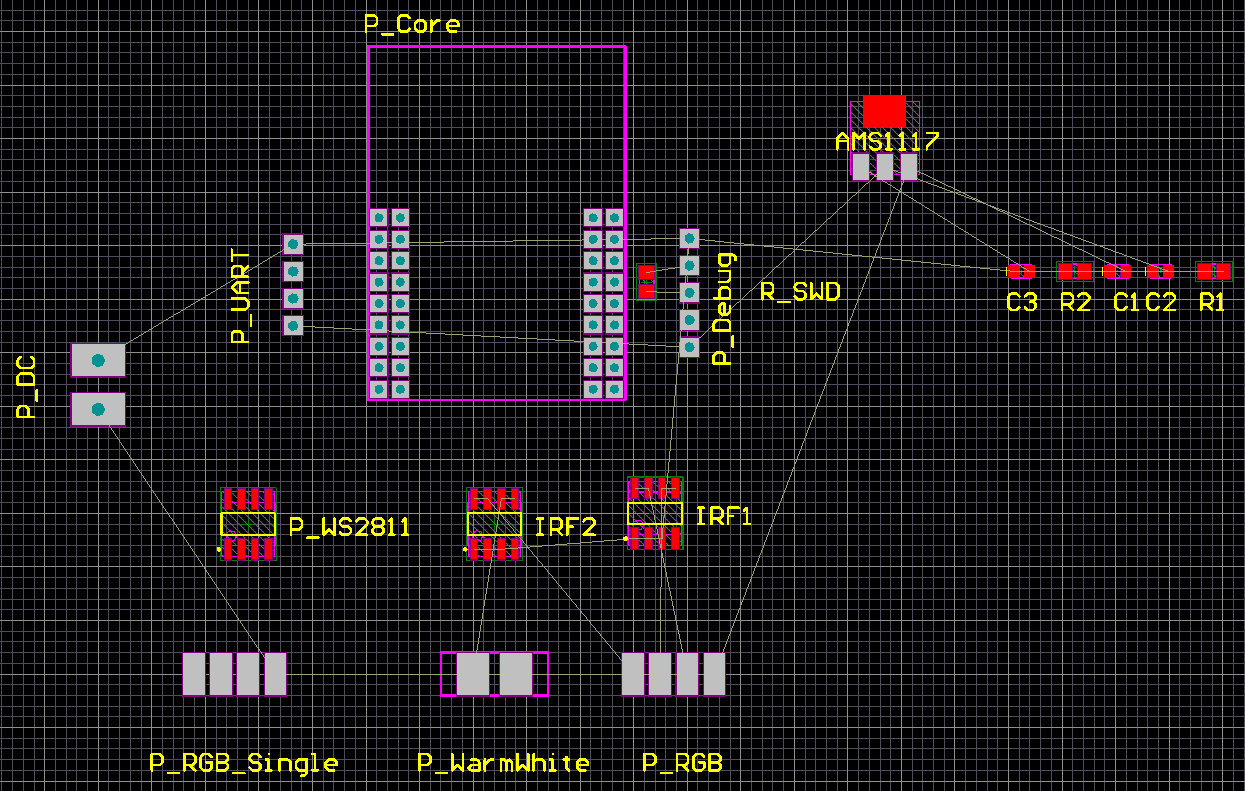 P_Core
AMS1117
P_UART
P_Debug
R_SWD
C3
R2
C1
C2
R1
P_DC
P_WS2811
IRF2
IRF1
P_RGB_Single
P_WarmWhite
P_RGB